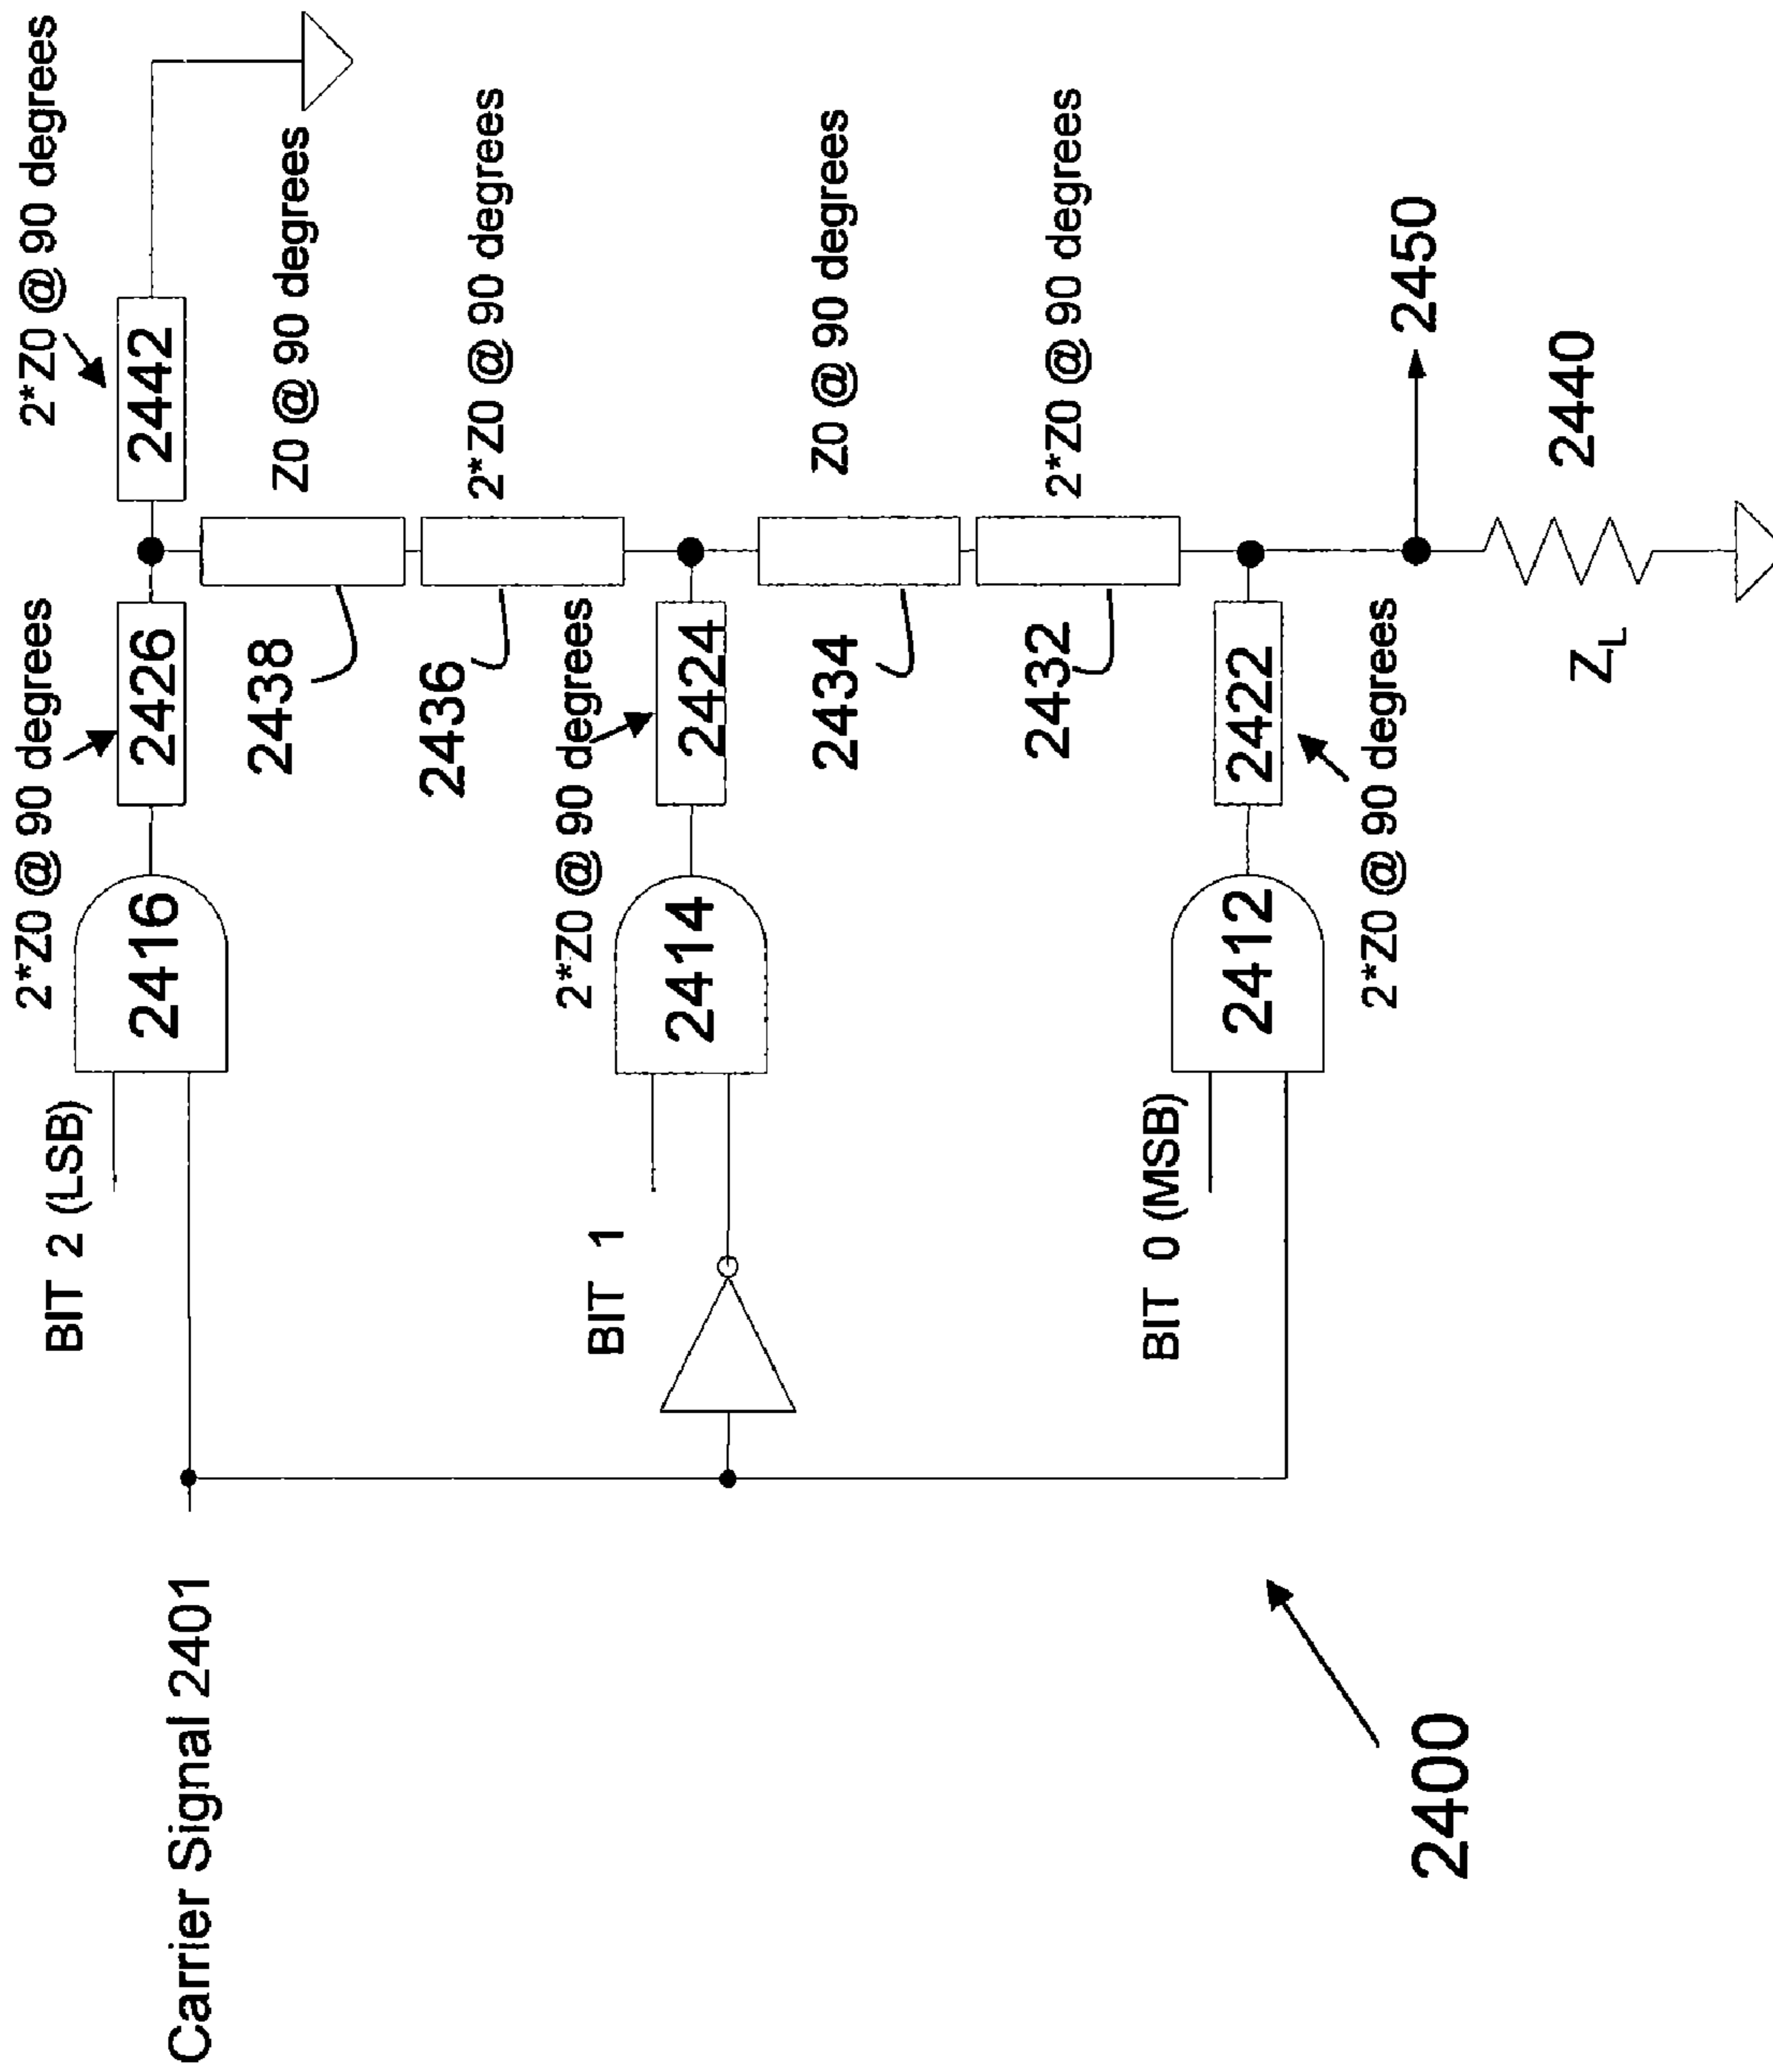 2*Z0 @ 90 degrees
2*Z0 @ 90 degrees
BIT 2 (LSB)
2416
2426
2442
Carrier Signal 2401
2438
Z0 @ 90 degrees
2436
2*Z0 @ 90 degrees
2*Z0 @ 90 degrees
BIT 1
2414
2424
2434
Z0 @ 90 degrees
2432
2*Z0 @ 90 degrees
BIT 0 (MSB)
2412
2422
2*Z0 @ 90 degrees
2450
2400
ZL
2440